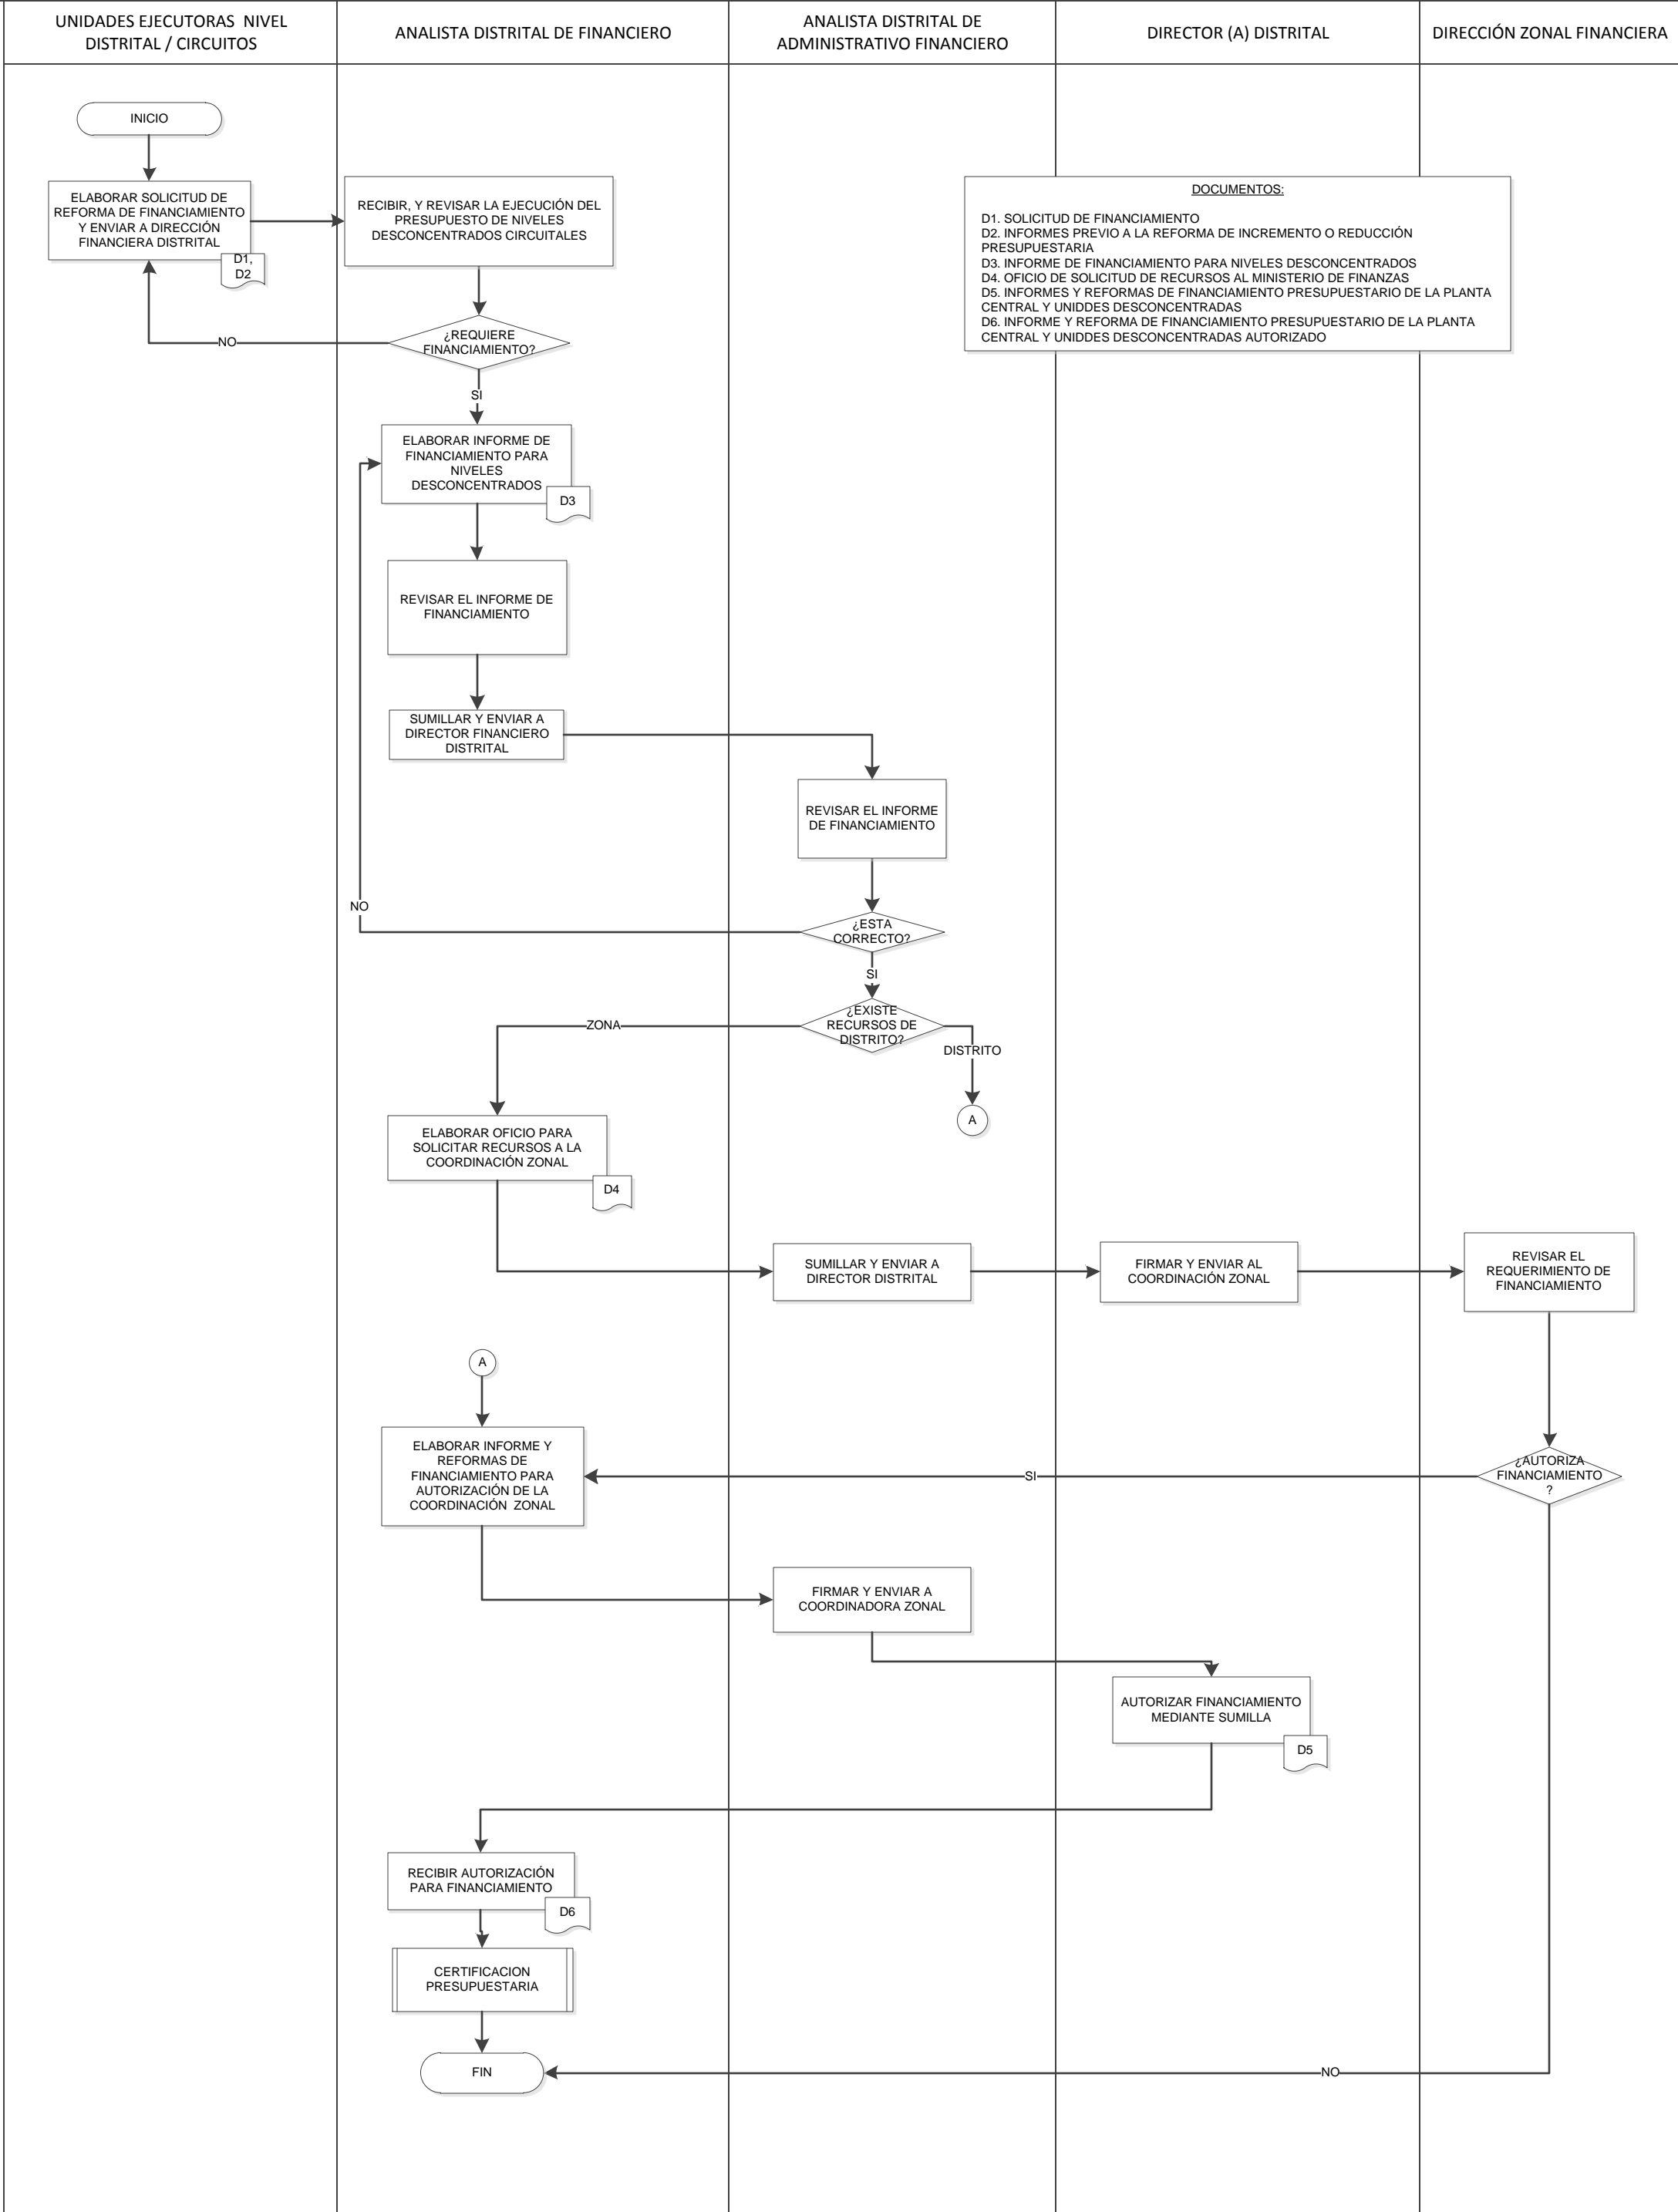 UNIDADES EJECUTORAS NIVEL
DISTRITAL / CIRCUITOS
ANALISTA DISTRITAL DE FINANCIERO
ANALISTA DISTRITAL DE
ADMINISTRATIVO FINANCIERO
DIRECTOR (A) DISTRITAL
DIRECCIÓN ZONAL FINANCIERA
INICIO
ELABORAR SOLICITUD DE
REFORMA DE FINANCIAMIENTO
Y ENVIAR A DIRECCIÓN
FINANCIERA DISTRITAL
D1,
D2
RECIBIR, Y REVISAR LA EJECUCIÓN DEL
PRESUPUESTO DE NIVELES
DESCONCENTRADOS CIRCUITALES
DOCUMENTOS:
D1. SOLICITUD DE FINANCIAMIENTO
D2. INFORMES PREVIO A LA REFORMA DE INCREMENTO O REDUCCIÓN
PRESUPUESTARIA
D3. INFORME DE FINANCIAMIENTO PARA NIVELES DESCONCENTRADOS
D4. OFICIO DE SOLICITUD DE RECURSOS AL MINISTERIO DE FINANZAS
D5. INFORMES Y REFORMAS DE FINANCIAMIENTO PRESUPUESTARIO DE LA PLANTA
CENTRAL Y UNIDDES DESCONCENTRADAS
D6. INFORME Y REFORMA DE FINANCIAMIENTO PRESUPUESTARIO DE LA PLANTA
CENTRAL Y UNIDDES DESCONCENTRADAS AUTORIZADO
¿REQUIERE
FINANCIAMIENTO?
NO
SI
ELABORAR INFORME DE
FINANCIAMIENTO PARA
NIVELES
DESCONCENTRADOS
D3
REVISAR EL INFORME DE
FINANCIAMIENTO
SUMILLAR Y ENVIAR A
DIRECTOR FINANCIERO
DISTRITAL
REVISAR EL INFORME
DE FINANCIAMIENTO
NO
¿ESTA
CORRECTO?
SI
¿EXISTE
RECURSOS DE
DISTRITO?
ZONA
DISTRITO
A
ELABORAR OFICIO PARA
SOLICITAR RECURSOS A LA
COORDINACIÓN ZONAL
D4
SUMILLAR Y ENVIAR A
DIRECTOR DISTRITAL
FIRMAR Y ENVIAR AL
COORDINACIÓN ZONAL
REVISAR EL
REQUERIMIENTO DE
FINANCIAMIENTO
A
ELABORAR INFORME Y
REFORMAS DE
FINANCIAMIENTO PARA
AUTORIZACIÓN DE LA
COORDINACIÓN ZONAL
SI
¿AUTORIZA
FINANCIAMIENTO
?
FIRMAR Y ENVIAR A
COORDINADORA ZONAL
AUTORIZAR FINANCIAMIENTO
MEDIANTE SUMILLA
D5
RECIBIR AUTORIZACIÓN
PARA FINANCIAMIENTO
D6
CERTIFICACION
PRESUPUESTARIA
FIN
NO